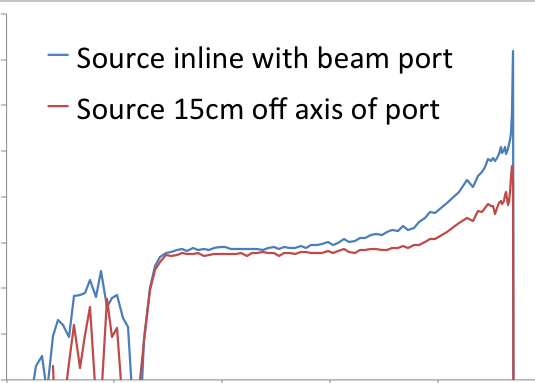 Source inline with beam port
Source 15cm off axis of port